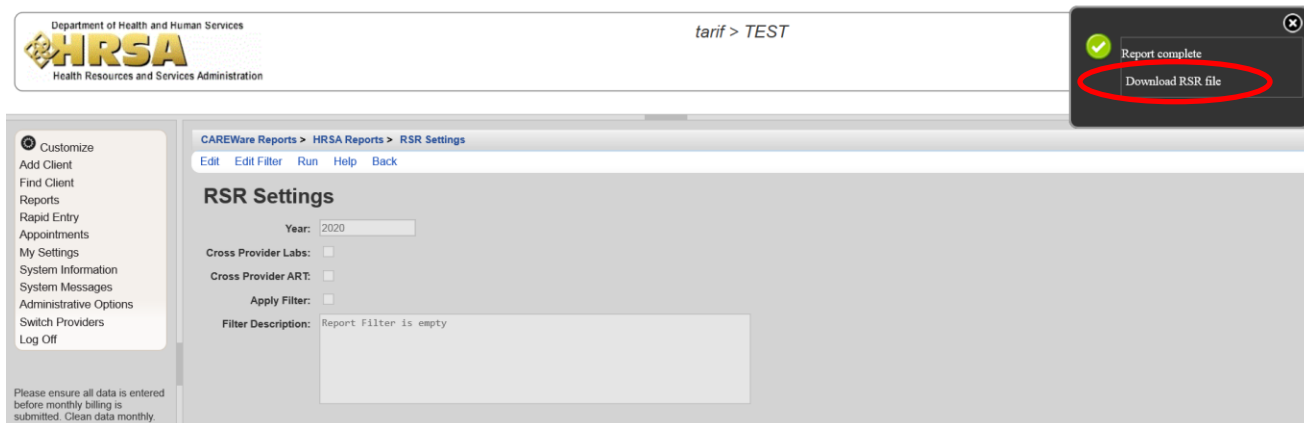 Department of Health and Human Services
HRSA
Health Resources and Services Administration
tarif > TEST
Report complete
Download RSR file
Customize
Add Client
Find Client
Reports
Rapid Entry
Appointments
My Settings
System Information
System Messages
Administrative Options
Switch Providers
Log Off
Please ensure all data is entered
before monthly billing is
submitted. Clean data monthly.
CAREWare Reports > HRSA Reports > RSR Settings
Edit Edit Filter Run Help Back
RSR Settings
Year: 2020
Cross Provider Labs:
Cross Provider ART:
Apply Filter:
Filter Description: Report Filter is empty